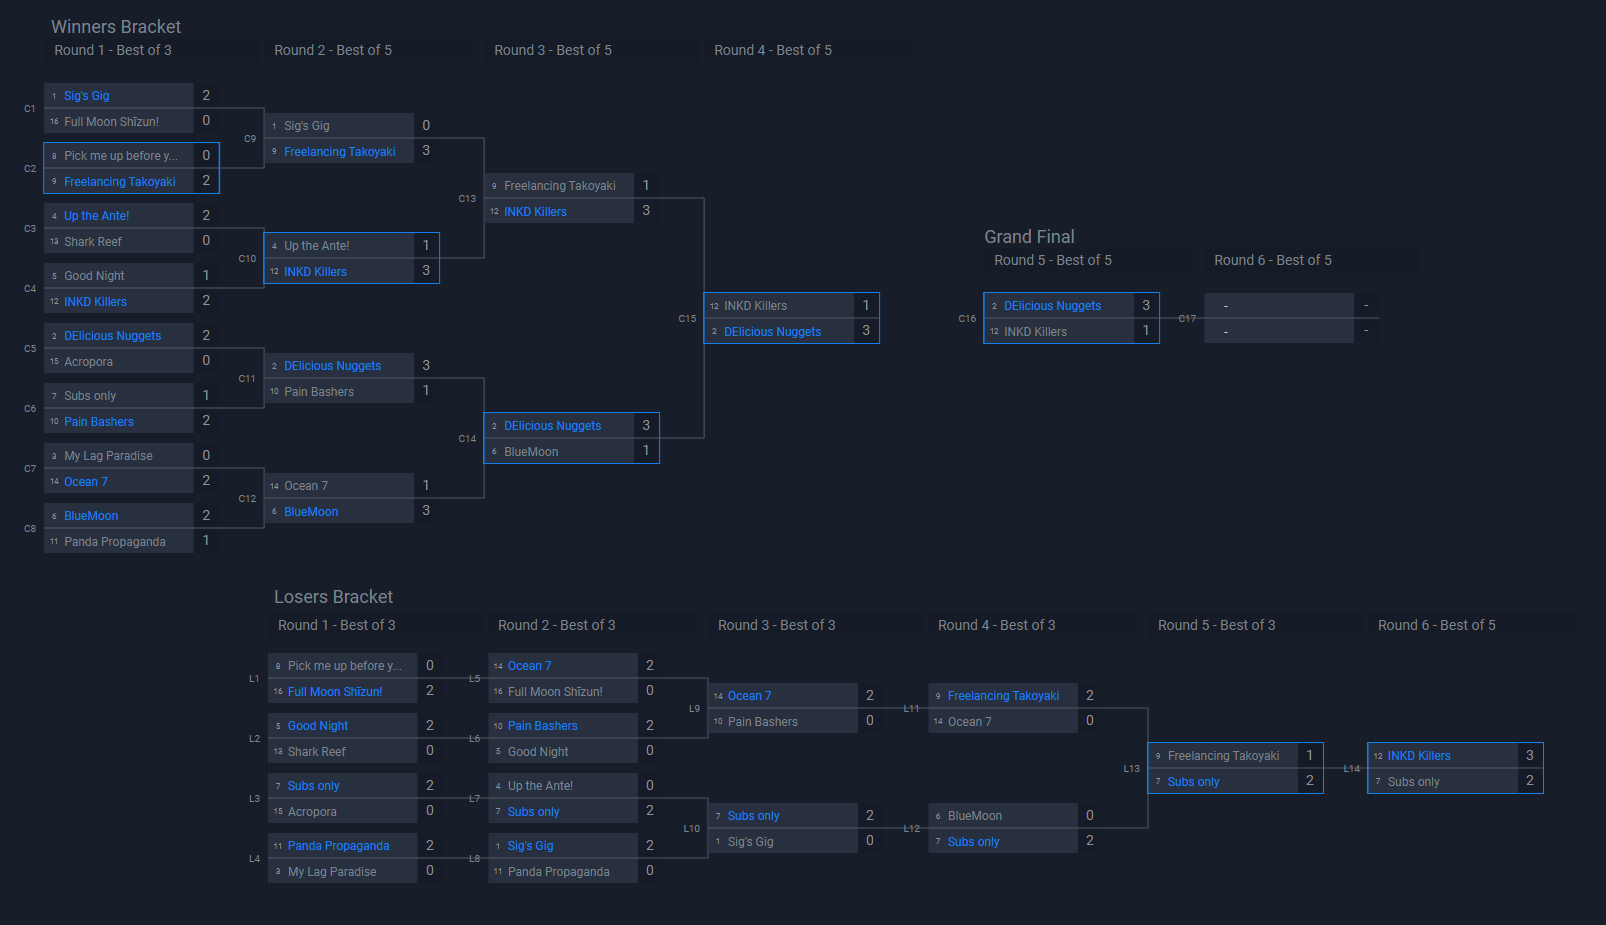 Winners Bracket
Round 1 - Best of 3
Round 2 - Best of 5
Round 3 - Best of 5
Round 4 - Best of 5
C1
1 Sig's Gig 2
16 Full Moon Shīzun! 0
C2
8 Pick me up before y... 0
9 Freelancing Takoyaki 2
C3
4 Up the Ante! 2
13 Shark Reef 0
C4
5 Good Night 1
12 INKD Killers 2
C5
2 DElicious Nuggets 2
15 Acropora 0
C6
7 Subs only 1
10 Pain Bashers 2
C7
3 My Lag Paradise 0
14 Ocean 7 2
C8
6 BlueMoon 2
11 Panda Propaganda 1
C9
1 Sig's Gig 0
9 Freelancing Takoyaki 3
C10
4 Up the Ante! 1
12 INKD Killers 3
C11
2 DElicious Nuggets 3
10 Pain Bashers 1
C12
14 Ocean 7 1
6 BlueMoon 3
C13
9 Freelancing Takoyaki 1
12 INKD Killers 3
C14
2 DElicious Nuggets 3
6 BlueMoon 1
C15
12 INKD Killers 1
2 DElicious Nuggets 3
Grand Final
Round 5 - Best of 5
Round 6 - Best of 5
C16
2 DElicious Nuggets 3
12 INKD Killers 1
C17
- -
- -
Losers Bracket
Round 1 - Best of 3
Round 2 - Best of 3
Round 3 - Best of 3
Round 4 - Best of 3
Round 5 - Best of 3
Round 6 - Best of 5
L1
8 Pick me up before y... 0
16 Full Moon Shīzun! 2
L2
5 Good Night 2
13 Shark Reef 0
L3
7 Subs only 2
15 Acropora 0
L4
11 Panda Propaganda 2
3 My Lag Paradise 0
L5
14 Ocean 7 2
16 Full Moon Shīzun! 0
L6
10 Pain Bashers 2
5 Good Night 0
L7
4 Up the Ante! 0
7 Subs only 2
L8
1 Sig's Gig 2
11 Panda Propaganda 0
L9
14 Ocean 7 2
10 Pain Bashers 0
L10
7 Subs only 2
1 Sig's Gig 0
L11
9 Freelancing Takoyaki 2
14 Ocean 7 0
L12
6 BlueMoon 0
7 Subs only 2
L13
9 Freelancing Takoyaki 1
7 Subs only 2
L14
12 INKD Killers 3
7 Subs only 2